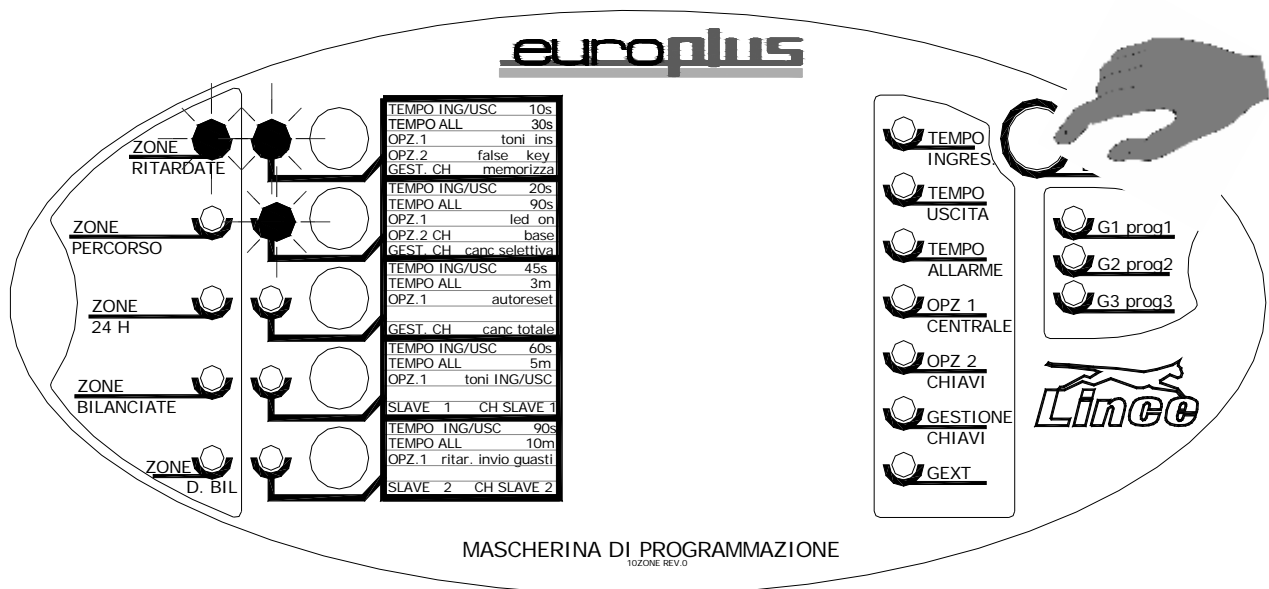 europlus
ZONE
RITARDATE
ZONE
PERCORSO
ZONE
24 H
ZONE
BILANCIATE
ZONE
D. BIL
TEMPO ING/USC 10s
TEMPO ALL 30s
OPZ.1 toni ins
OPZ.2 false key
GEST. CH memorizza
TEMPO ING/USC 20s
TEMPO ALL 90s
OPZ.1 led on
OPZ.2 CH base
GEST. CH canc selettiva
TEMPO ING/USC 45s
TEMPO ALL 3m
OPZ.1 autoreset
GEST. CH canc totale
TEMPO ING/USC 60s
TEMPO ALL 5m
OPZ.1 toni ING/USC
SLAVE 1 CH SLAVE 1
TEMPO ING/USC 90s
TEMPO ALL 10m
OPZ.1 ritar. invio guasti
SLAVE 2 CH SLAVE 2
TEMPO
INGRES.
TEMPO
USCITA
TEMPO
ALLARME
OPZ 1
CENTRALE
OPZ 2
CHIAVI
GESTIONE
CHIAVI
GEXT
G1 prog1
G2 prog2
G3 prog3
Lince
MASCHERINA DI PROGRAMMAZIONE
10ZONE REV.0